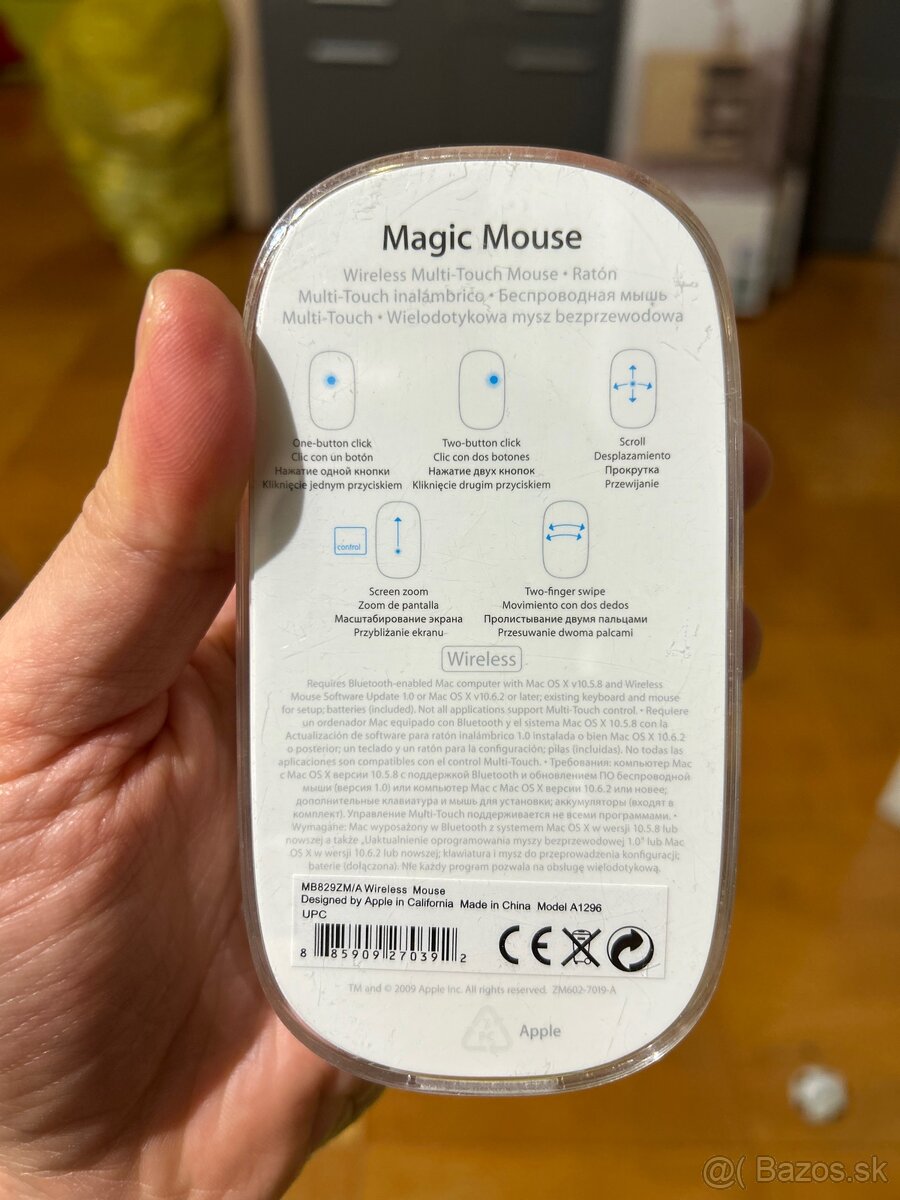 Magic Mouse
Wireless Multi-Touch Mouse • Ratón
Multi-Touch inalámbrico • Беспроводная мышь
Multi-Touch • Wielodotykowa mysz bezprzewodowa
One-button click
Clic con un botón
Нажатие одной кнопки
Kliknięcie jednym przyciskiem
Two-button click
Clic con dos botones
Нажатие двух кнопок
Kliknięcie drugim przyciskiem
Scroll
Desplazamiento
Прокрутка
Przewijanie
control
Screen zoom
Zoom de pantalla
Масштабирование экрана
Przybliżanie ekranu
Two-finger swipe
Movimiento con dos dedos
Пролистывание двумя пальцами
Przesuwanie dwoma palcami
Wireless
Requires Bluetooth-enabled Mac computer with Mac OS X v10.5.8 and Wireless
Mouse Software Update 1.0 or Mac OS X v10.6.2 or later; existing keyboard and mouse
for setup; batteries (included). Not all applications support Multi-Touch control. • Requiere
un ordenador Mac equipado con Bluetooth y el sistema Mac OS X 10.5.8 con la
Actualización de software para ratón inalámbrico 1.0 instalada o bien Mac OS X 10.6.2
o posterior; un teclado y un ratón para la configuración; pilas (incluidas). No todas las
aplicaciones son compatibles con el control Multi-Touch. • Требования: компьютер Mac
с Mac OS X версии 10.5.8 с поддержкой Bluetooth и обновлением ПО беспроводной
мыши (версия 1.0) или компьютер Mac с Mac OS X версии 10.6.2 или новее;
дополнительные клавиатура и мышь для установки; аккумуляторы (входят в
комплект). Управление Multi-Touch поддерживается не всеми программами. •
Wymagane: Mac wyposażony w Bluetooth z systemem Mac OS X w wersji 10.5.8 lub
nowszej a także „Uaktualnienie oprogramowania myszy bezprzewodowej 1.0" lub Mac
OS X w wersji 10.6.2 lub nowszej; klawiatura i mysz do przeprowadzenia konfiguracji;
baterie (dołączona). Nie każdy program pozwala na obsługę wielodotykową.
MB829ZM/A Wireless Mouse
Designed by Apple in California Made in China Model A1296
UPC
8 85909 27039 2
CE
TM and © 2009 Apple Inc. All rights reserved. ZM602-7019-A
Apple
@( Bazos.sk